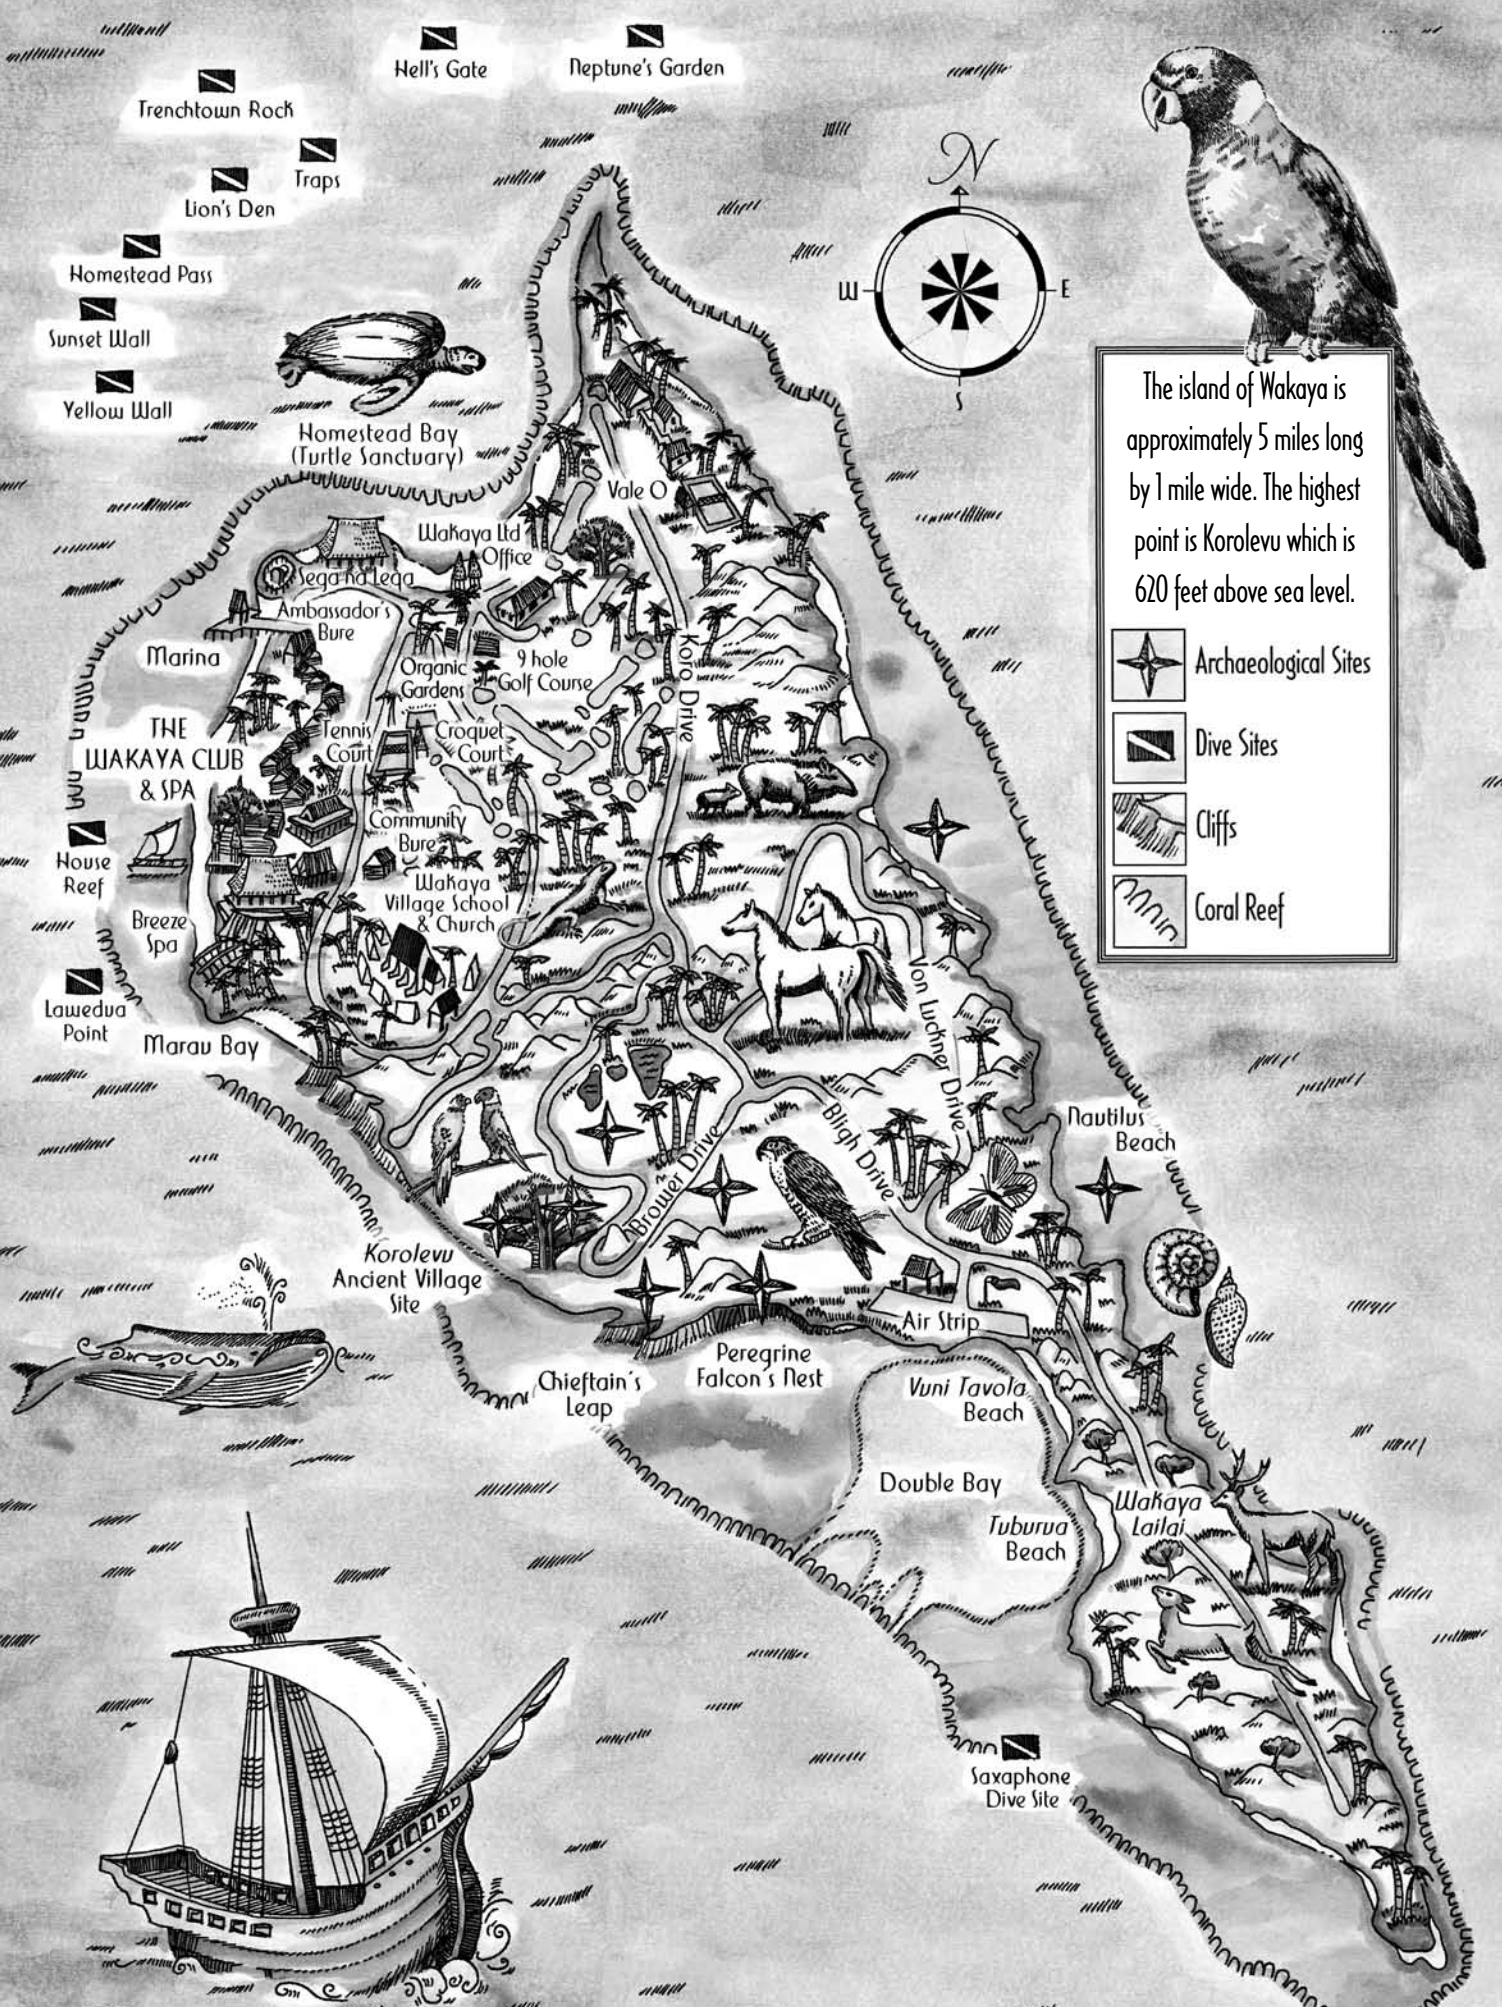 Hell's Gate
Neptune's Garden
Trenchtown Rock
Traps
Lion's Den
Homestead Pass
Sunset Wall
Yellow Wall
N
W
E
S
The island of Wakaya is
approximately 5 miles long
by 1 mile wide. The highest
point is Korolevu which is
620 feet above sea level.
Archaeological Sites
Dive Sites
Cliffs
Coral Reef
Homestead Bay
(Turtle Sanctuary)
Vale O
Wakaya Ltd
Office
Sega na Leqa
Ambassador's
Bure
Marina
Organic
Gardens
9 hole
Golf Course
Koro Drive
THE
WAKAYA CLUB
& SPA
Tennis
Court
Croquet
Court
Community
Bure
House
Reef
Wakaya
Village School
& Church
Breeze
Spa
Lawedua
Point
Marau Bay
Von Luckner Drive
Bligh Drive
Brower Drive
Nautilus
Beach
Korolevu
Ancient Village
Site
Air Strip
Chieftain's
Leap
Peregrine
Falcon's Nest
Vuni Tavola
Beach
Double Bay
Tuburua
Beach
Wakaya
Lailai
Saxaphone
Dive Site